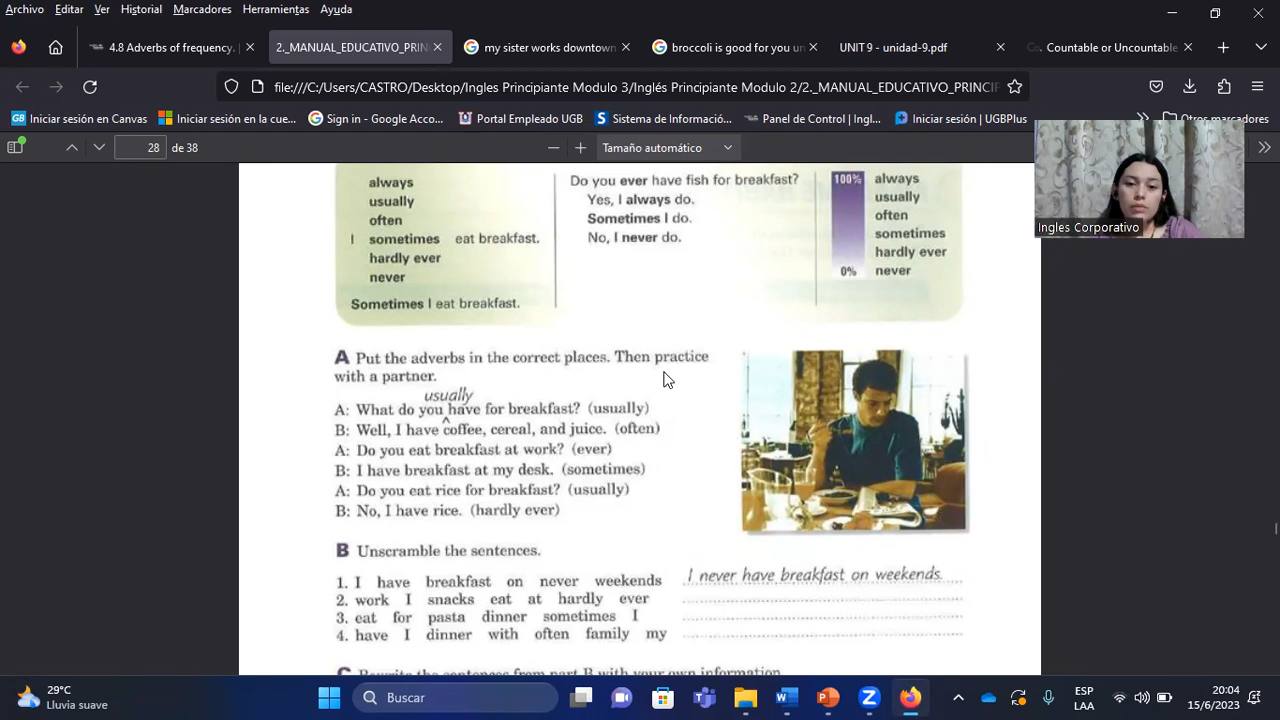 Archivo Editar Ver Historial Marcadores Herramientas Ayuda
4.8 Adverbs of frequency.
2._MANUAL_EDUCATIVO_PRIN
my sister works downtown
broccoli is good for you un
UNIT 9 - unidad-9.pdf
Countable or Uncountable
file:///C:/Users/CASTRO/Desktop/Ingles Principiante Modulo 3/Inglés Principiante Modulo 2/2._MANUAL_EDUCATIVO_PRINCIP
GB Iniciar sesión en Canvas
Iniciar sesión en la cue...
Sign in - Google Acco...
Portal Empleado UGB
S Sistema de Informació...
Panel de Control | Ingl...
Iniciar sesión | UGBPlus
Otros marcadores
28 de 38
Tamaño automático
Ingles Corporativo
always
usually
often
I sometimes eat breakfast.
hardly ever
never
Sometimes I eat breakfast.
Do you ever have fish for breakfast?
Yes, I always do.
Sometimes I do.
No, I never do.
100% always
usually
often
sometimes
hardly ever
0% never
A Put the adverbs in the correct places. Then practice
with a partner.
usually
A: What do you ^ have for breakfast? (usually)
B: Well, I have coffee, cereal, and juice. (often)
A: Do you eat breakfast at work? (ever)
B: I have breakfast at my desk. (sometimes)
A: Do you eat rice for breakfast? (usually)
B: No, I have rice. (hardly ever)
B Unscramble the sentences.
1. I have breakfast on never weekends I never have breakfast on weekends.
2. work I snacks eat at hardly ever
3. eat for pasta dinner sometimes I
4. have I dinner with often family my
C Rewrite the sentences from part B with your own information.
29°C
Lluvia leve
Buscar
ESP
LAA
20:04
15/6/2023